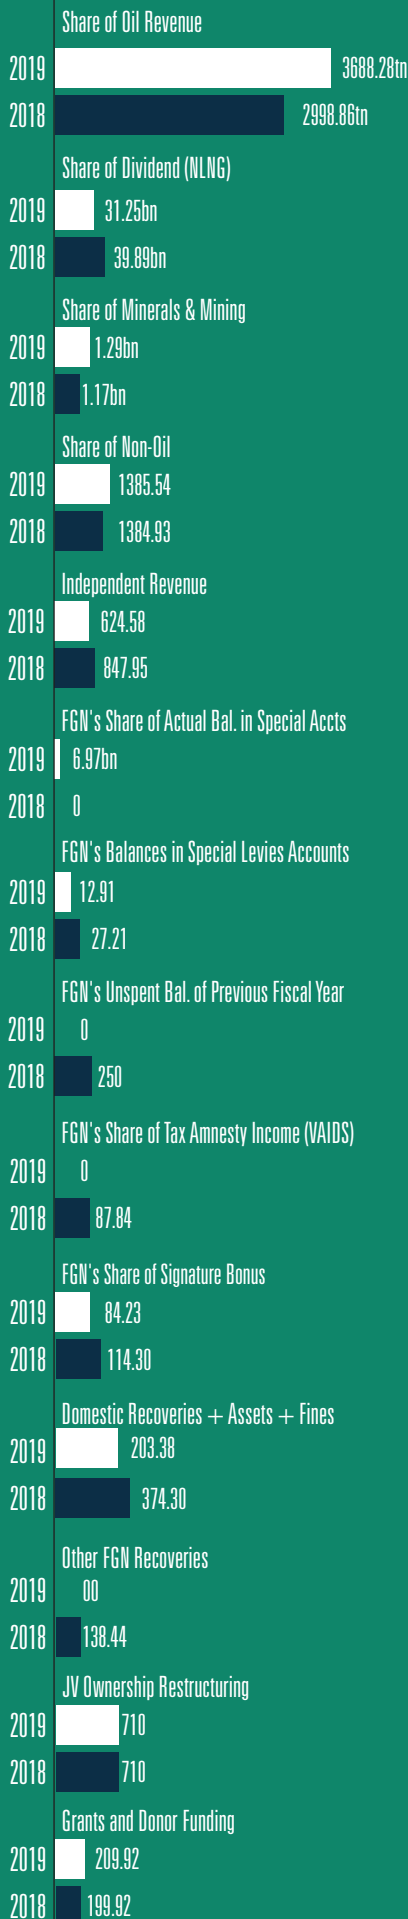 Share of Oil Revenue
2019 3688.28tn
2018 2998.86tn
Share of Dividend (NLNG)
2019 31.25bn
2018 39.89bn
Share of Minerals & Mining
2019 1.29bn
2018 1.17bn
Share of Non-Oil
2019 1385.54
2018 1384.93
Independent Revenue
2019 624.58
2018 847.95
FGN's Share of Actual Bal. in Special Accts
2019 6.97bn
2018 0
FGN's Balances in Special Levies Accounts
2019 12.91
2018 27.21
FGN's Unspent Bal. of Previous Fiscal Year
2019 0
2018 250
FGN's Share of Tax Amnesty Income (VAIDS)
2019 0
2018 87.84
FGN's Share of Signature Bonus
2019 84.23
2018 114.30
Domestic Recoveries + Assets + Fines
2019 203.38
2018 374.30
Other FGN Recoveries
2019 00
2018 138.44
JV Ownership Restructuring
2019 710
2018 710
Grants and Donor Funding
2019 209.92
2018 199.92